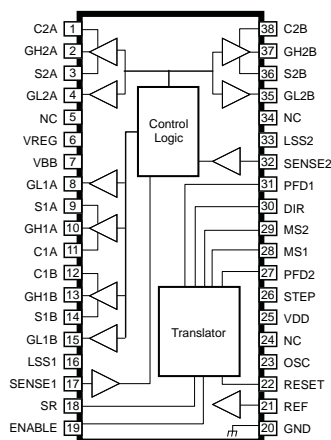 C2A 1 38 C2B
GH2A 2 37 GH2B
S2A 3 36 S2B
GL2A 4 35 GL2B
NC 5 34 NC
VREG 6 Control Logic 33 LSS2
VBB 7 32 SENSE2
GL1A 8 31 PFD1
S1A 9 30 DIR
GH1A 10 29 MS2
C1A 11 28 MS1
C1B 12 27 PFD2
GH1B 13 26 STEP
S1B 14 25 VDD
GL1B 15 Translator 24 NC
LSS1 16 23 OSC
SENSE1 17 22 RESET
SR 18 21 REF
ENABLE 19 20 GND